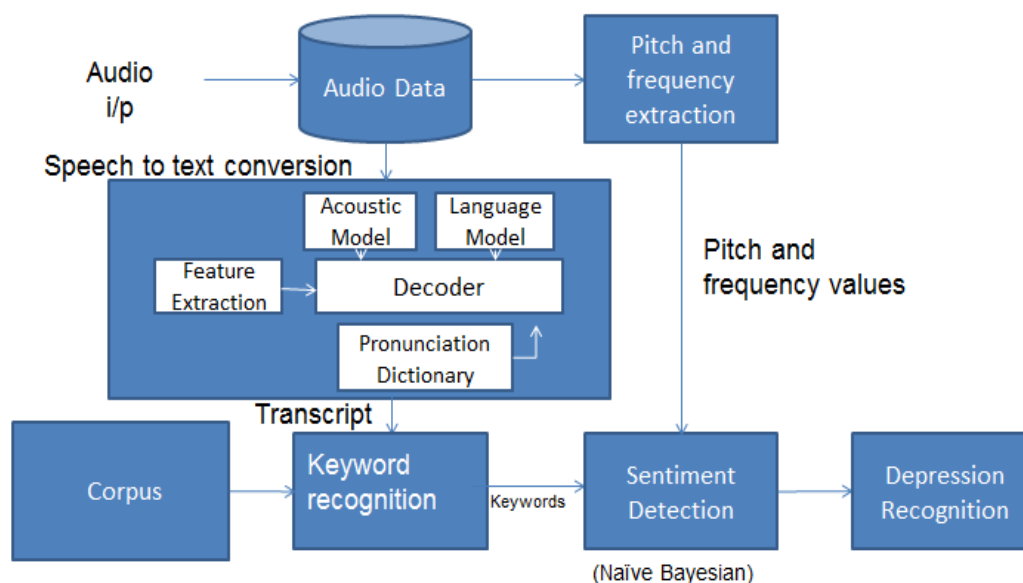 Audio
i/p
Audio Data
Pitch and
frequency
extraction
Speech to text conversion
Acoustic
Model
Language
Model
Feature
Extraction
Decoder
Pronunciation
Dictionary
Pitch and
frequency values
Transcript
Corpus
Keyword
recognition
Keywords
Sentiment
Detection
Depression
Recognition
(Naïve Bayesian)